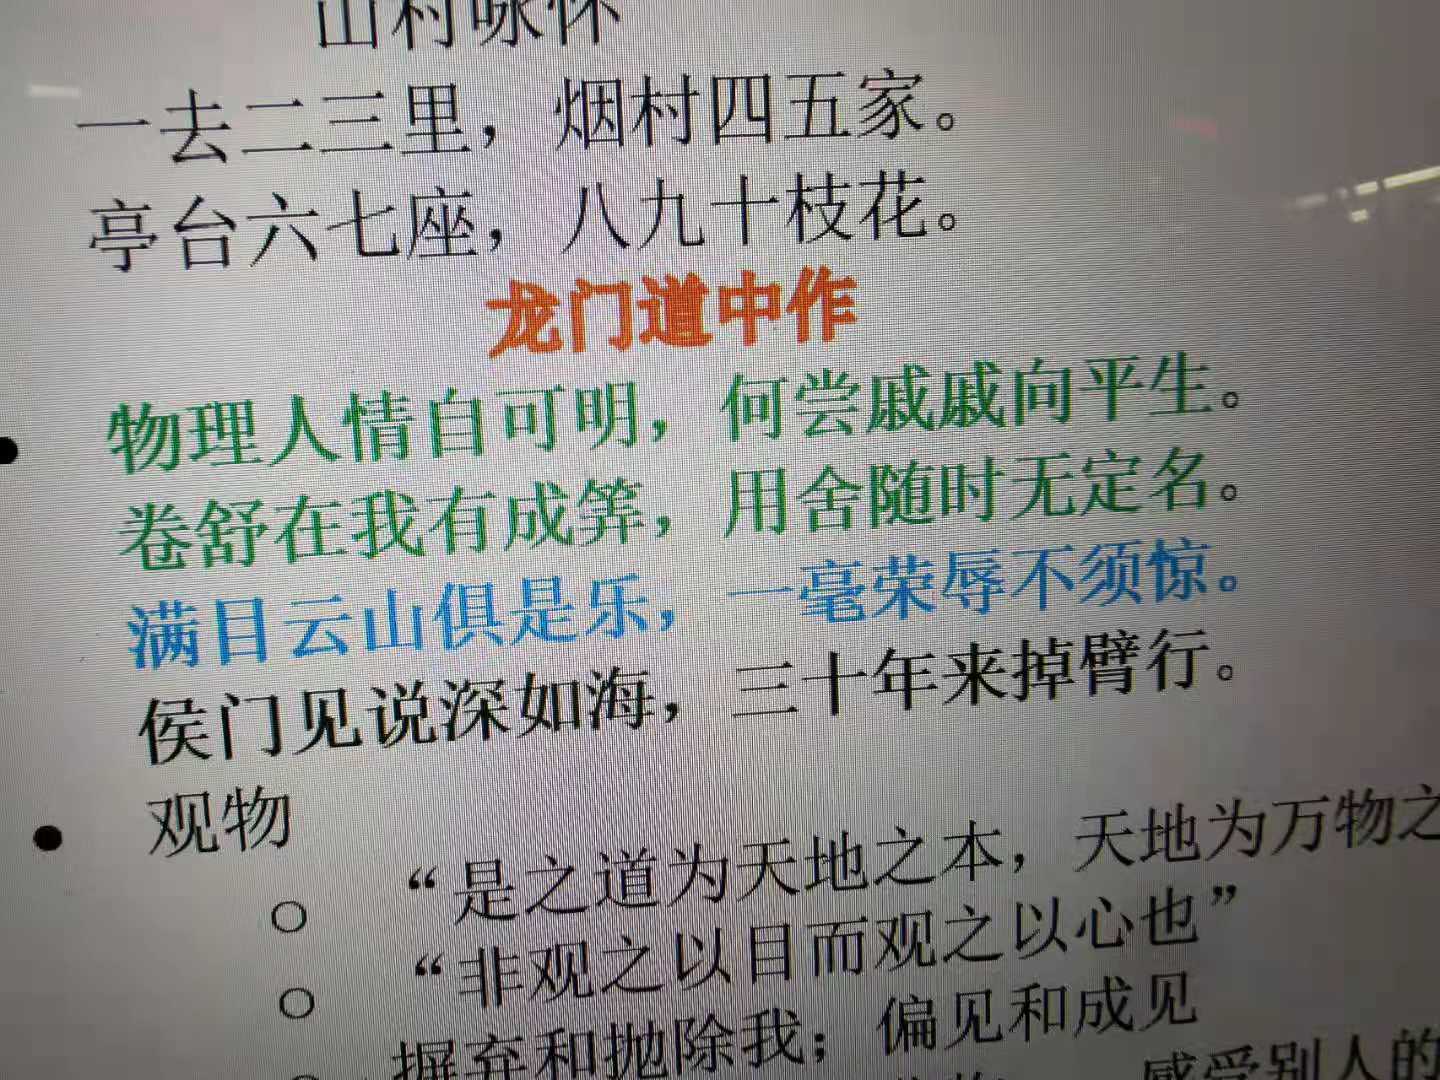 山村咏怀
一去二三里，烟村四五家。
亭台六七座，八九十枝花。
龙门道中作
• 物理人情自可明，何尝戚戚向平生。
卷舒在我有成筭，用舍随时无定名。
满目云山俱是乐，一毫荣辱不须惊。
侯门见说深如海，三十年来掉臂行。
• 观物
○ “是之道为天地之本，天地为万物之
○ “非观之以目而观之以心也”
摒弃和抛除我；偏见和成见
感受别人的